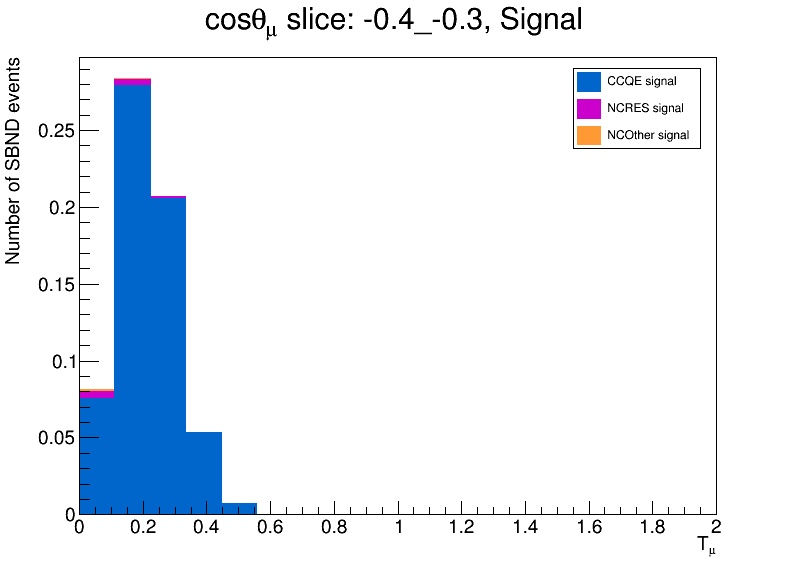 cosθμ slice: -0.4_-0.3, Signal
Number of SBND events
CCQE signal
NCRES signal
NCOther signal
0.25
0.2
0.15
0.1
0.05
0
0 0.2 0.4 0.6 0.8 1 1.2 1.4 1.6 1.8 2
Tμ